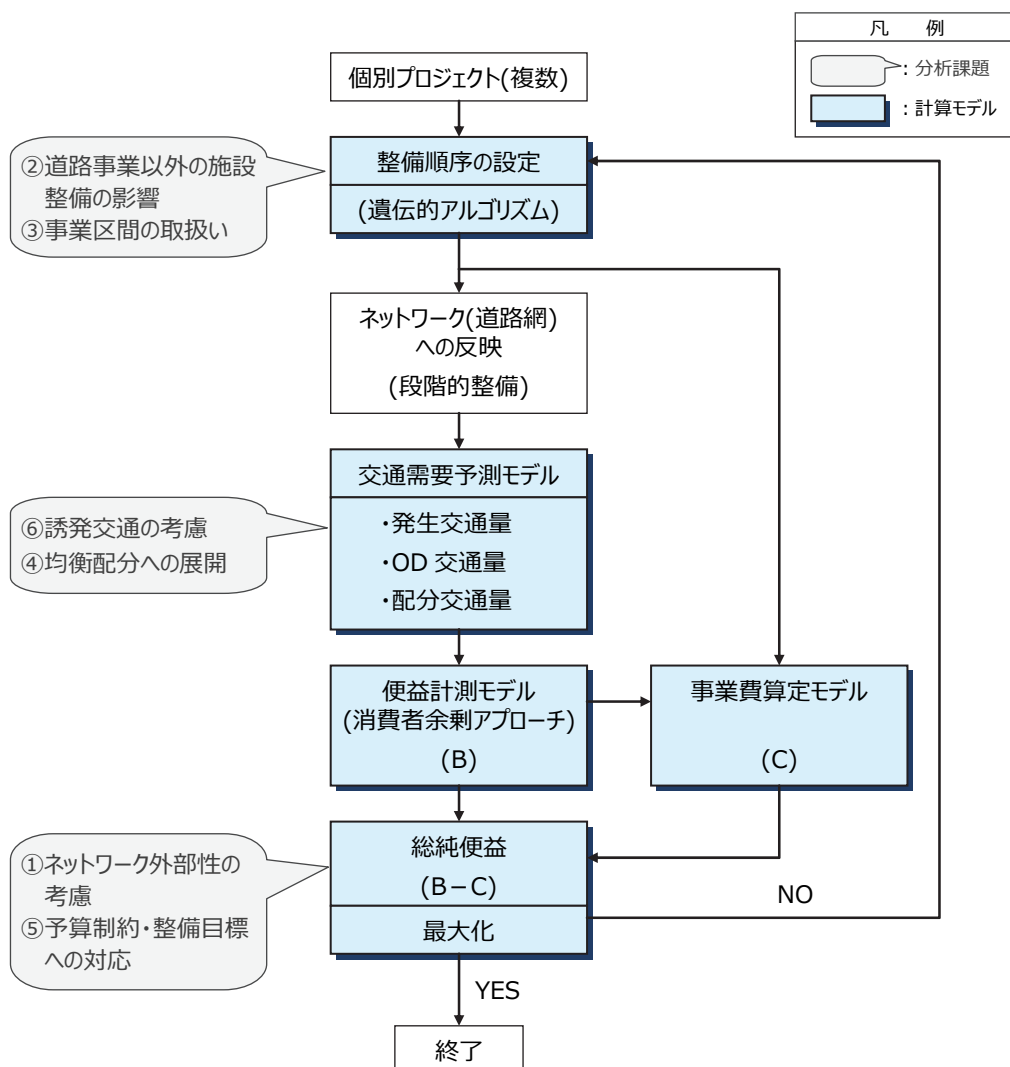 凡 例
: 分析課題
: 計算モデル
個別プロジェクト(複数)
整備順序の設定
(遺伝的アルゴリズム)
②道路事業以外の施設
整備の影響
③事業区間の取扱い
ネットワーク(道路網)
への反映
(段階的整備)
交通需要予測モデル
・発生交通量
・OD 交通量
・配分交通量
⑥誘発交通の考慮
④均衡配分への展開
便益計測モデル
(消費者余剰アプローチ)
(B)
事業費算定モデル
(C)
総純便益
(B-C)
最大化
①ネットワーク外部性の
考慮
⑤予算制約・整備目標
への対応
NO
YES
終了